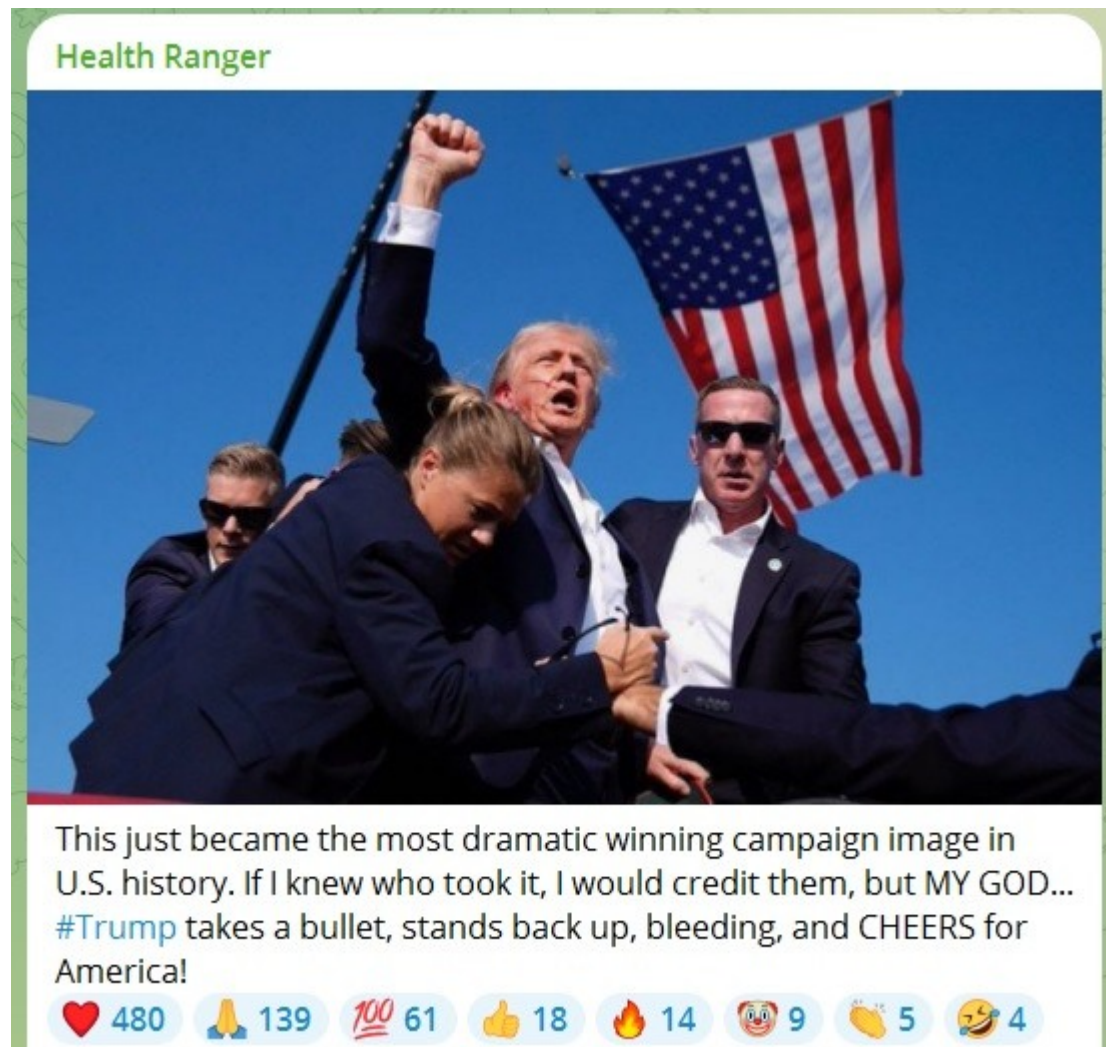 Health Ranger
This just became the most dramatic winning campaign image in
U.S. history. If I knew who took it, I would credit them, but MY GOD...
#Trump takes a bullet, stands back up, bleeding, and CHEERS for
America!
❤️ 480 🙏 139 💯 61 👍 18 🔥 14 🤡 9 👏 5 🤣 4